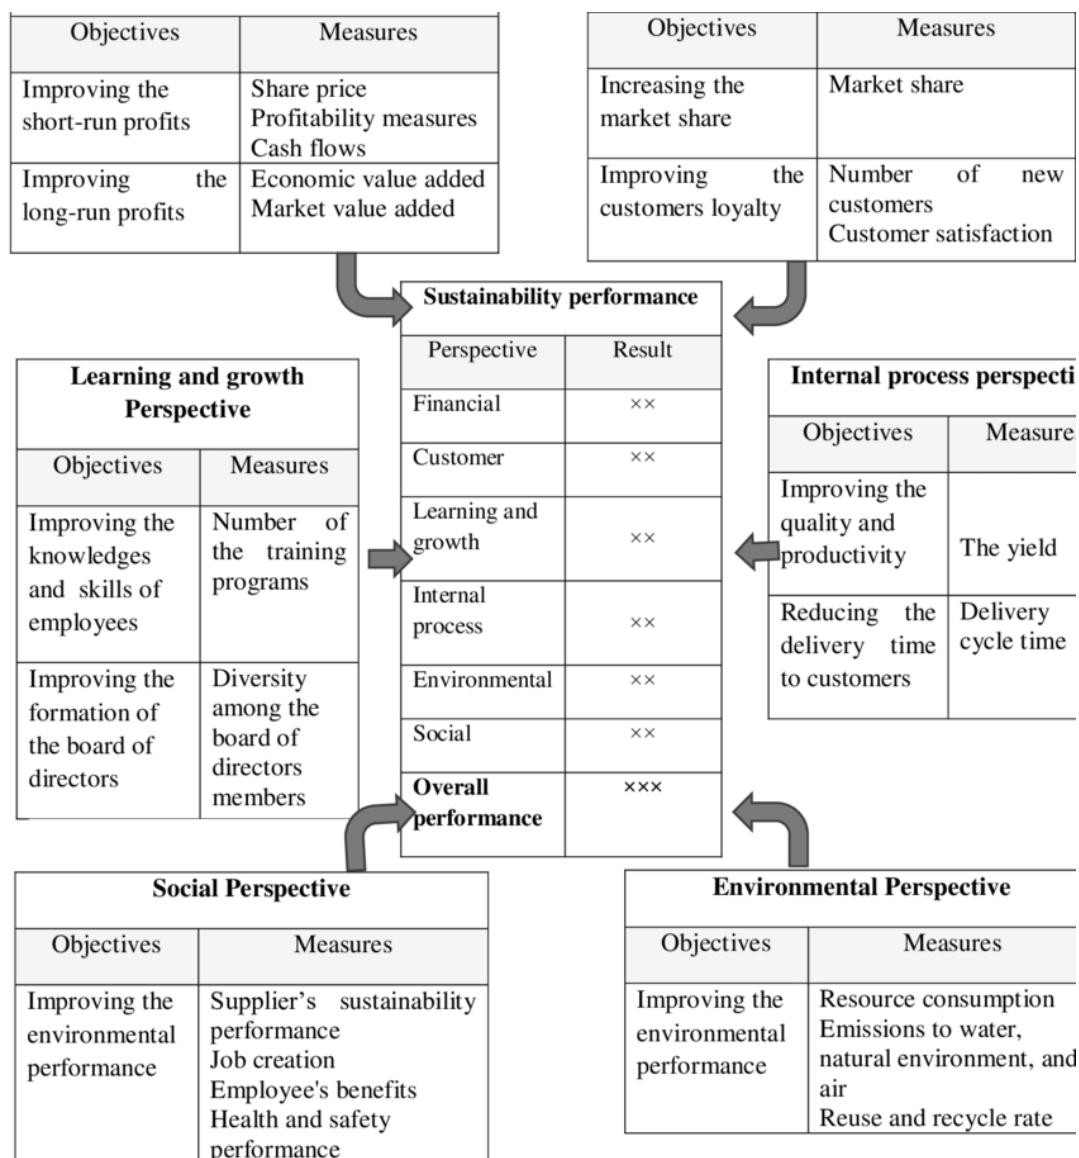 Objectives
Measures
Improving the
short-run profits
Share price
Profitability measures
Cash flows
Improving the
long-run profits
Economic value added
Market value added
Objectives
Measures
Increasing the
market share
Market share
Improving the
customers loyalty
Number of new
customers
Customer satisfaction
Sustainability performance
Perspective
Result
Financial
××
Customer
××
Learning and
growth
××
Internal
process
××
Environmental
××
Social
××
Overall
performance
×××
Learning and growth
Perspective
Objectives
Measures
Improving the
knowledges
and skills of
employees
Number of
the training
programs
Improving the
formation of
the board of
directors
Diversity
among the
board of
directors
members
Internal process perspecti
Objectives
Measure
Improving the
quality and
productivity
The yield
Reducing the
delivery time
to customers
Delivery
cycle time
Social Perspective
Objectives
Measures
Improving the
environmental
performance
Supplier's sustainability
performance
Job creation
Employee's benefits
Health and safety
performance
Environmental Perspective
Objectives
Measures
Improving the
environmental
performance
Resource consumption
Emissions to water,
natural environment, and
air
Reuse and recycle rate